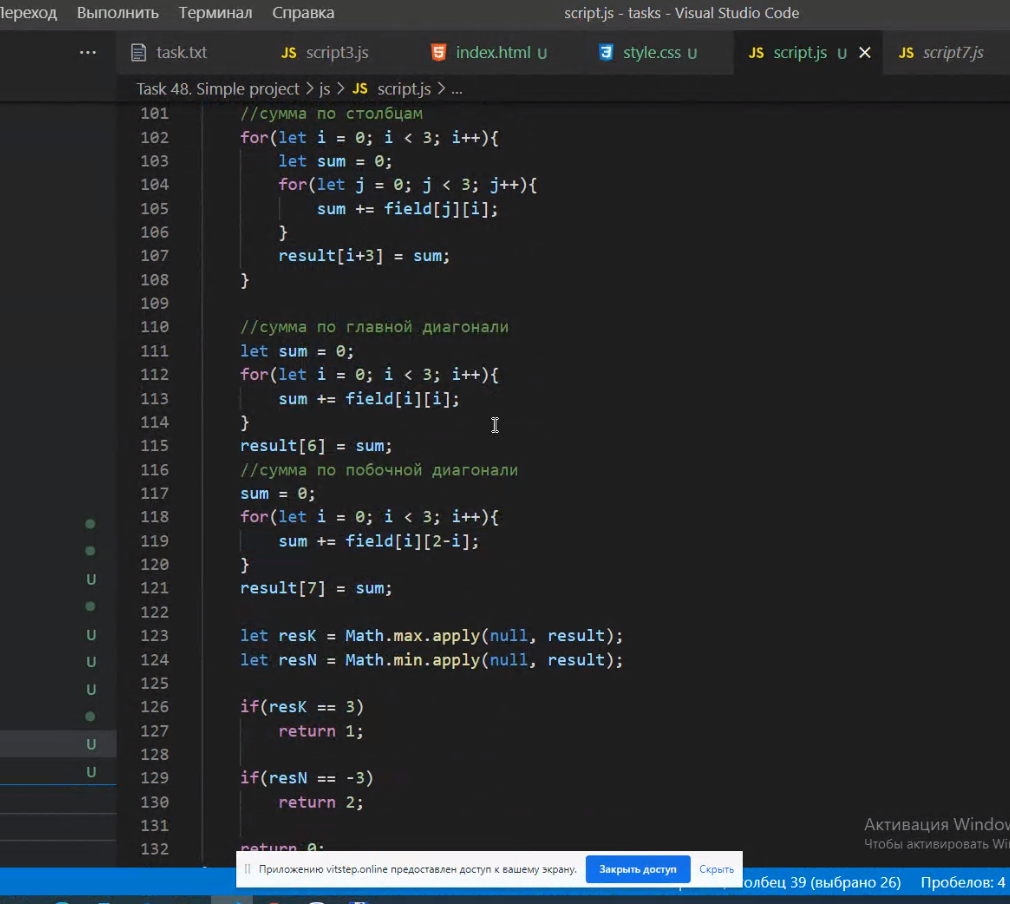 Переход Выполнить Терминал Справка script.js - tasks - Visual Studio Code
··· task.txt JS script3.js index.html U style.css U JS script.js U JS script7.js
Task 48. Simple project > js > JS script.js > ...
101 //сумма по столбцам
102 for(let i = 0; i < 3; i++){
103 let sum = 0;
104 for(let j = 0; j < 3; j++){
105 sum += field[j][i];
106 }
107 result[i+3] = sum;
108 }
109
110 //сумма по главной диагонали
111 let sum = 0;
112 for(let i = 0; i < 3; i++){
113 sum += field[i][i];
114 }
115 result[6] = sum;
116 //сумма по побочной диагонали
117 sum = 0;
118 for(let i = 0; i < 3; i++){
119 sum += field[i][2-i];
120 }
121 result[7] = sum;
122
123 let resK = Math.max.apply(null, result);
124 let resN = Math.min.apply(null, result);
125
126 if(resK == 3)
127 return 1;
128
129 if(resN == -3)
130 return 2;
131
132 return 0;
U
U
U
U
U
U
Активация Window
Чтобы активировать Wi
Приложению vitstep.online предоставлен доступ к вашему экрану. Закрыть доступ Скрыть
олбец 39 (выбрано 26) Пробелов: 4